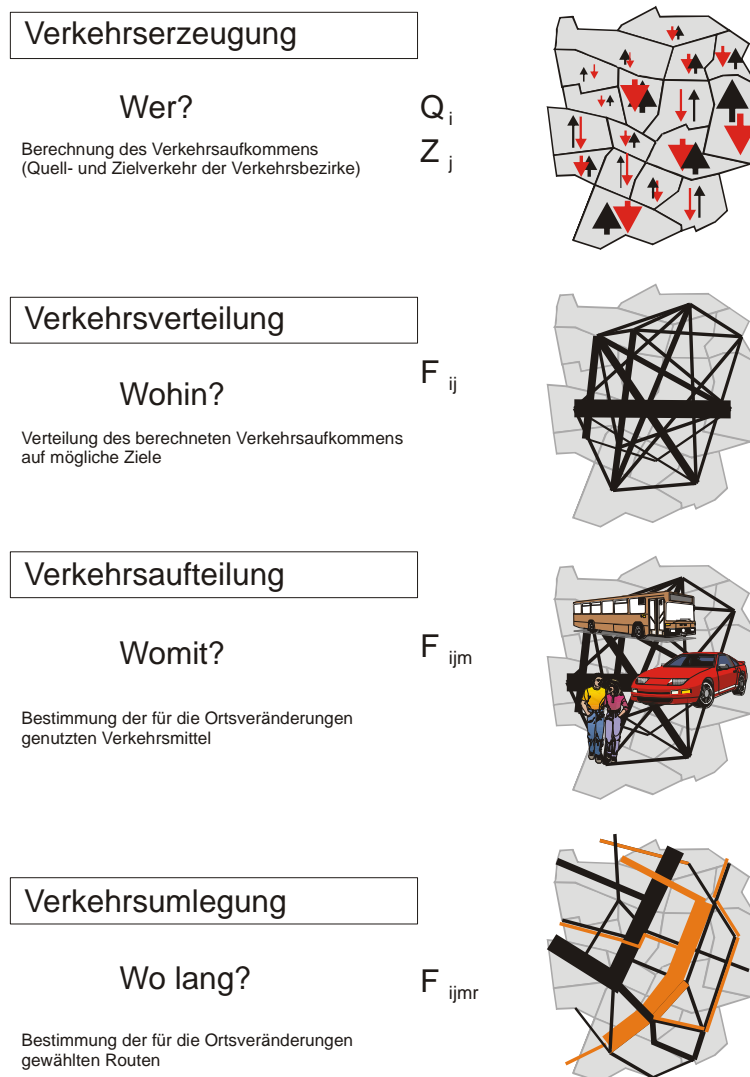 Verkehrserzeugung
Wer?
Q i
Berechnung des Verkehrsaufkommens
(Quell- und Zielverkehr der Verkehrsbezirke)
Z j
Verkehrsverteilung
Wohin?
F ij
Verteilung des berechneten Verkehrsaufkommens
auf mögliche Ziele
Verkehrsaufteilung
Womit?
F ijm
Bestimmung der für die Ortsveränderungen
genutzten Verkehrsmittel
Verkehrsumlegung
Wo lang?
F ijmr
Bestimmung der für die Ortsveränderungen
gewählten Routen